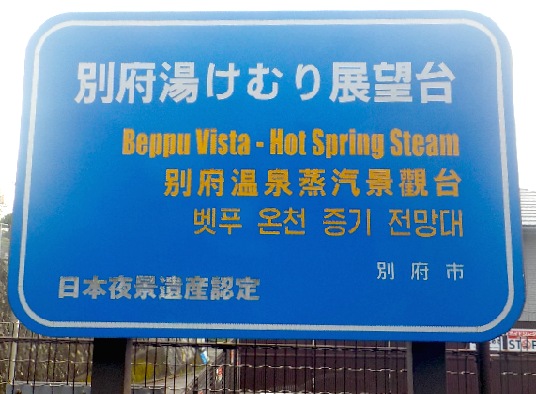 別府湯けむり展望台
Beppu Vista - Hot Spring Steam
別府温泉蒸汽景觀台
벳푸 온천 증기 전망대
別府市
日本夜景遺産認定
STOP